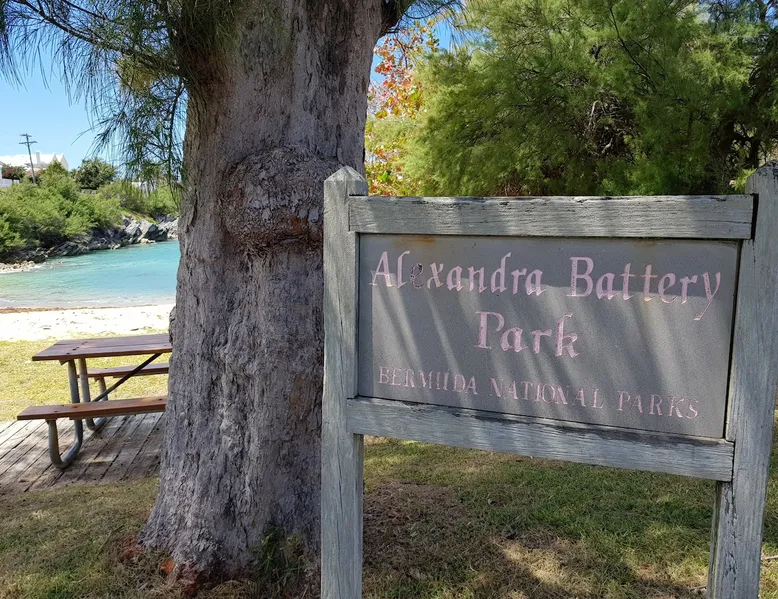 Alexandra Battery
Park
BERMUDA NATIONAL PARKS